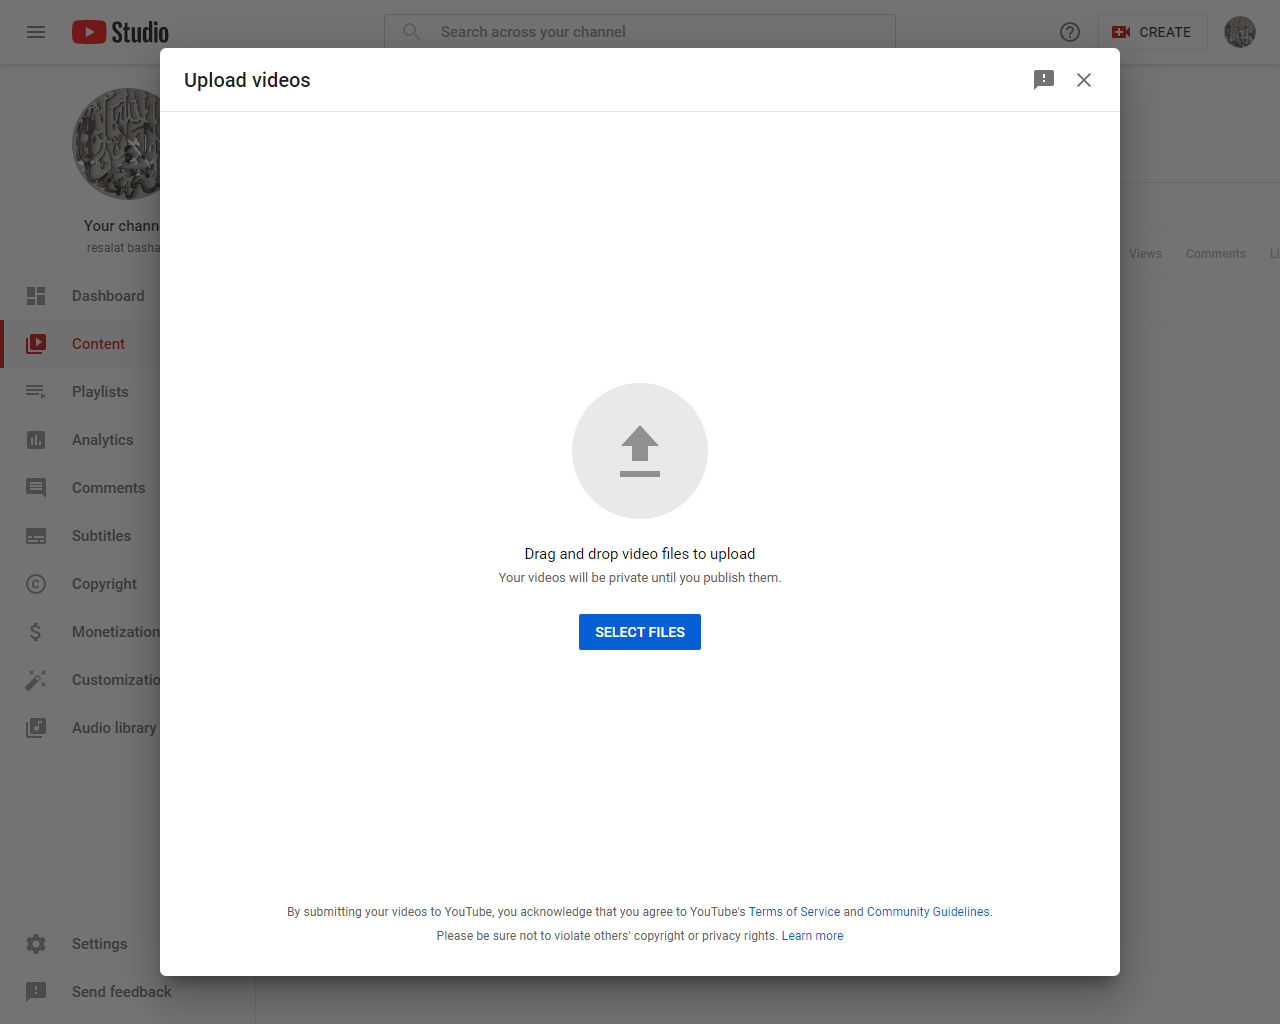 Studio
Search across your channel
CREATE
Upload videos
Your chann
resalat basha
Views Comments Li
Dashboard
Content
Playlists
Analytics
Comments
Subtitles
Copyright
Monetization
Customizatio
Audio library
Drag and drop video files to upload
Your videos will be private until you publish them.
SELECT FILES
By submitting your videos to YouTube, you acknowledge that you agree to YouTube's Terms of Service and Community Guidelines.
Please be sure not to violate others' copyright or privacy rights. Learn more
Settings
Send feedback